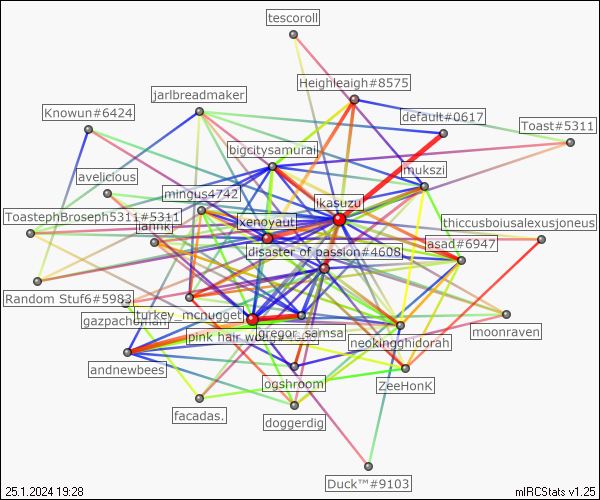 tescoroll
Heighleigh#8575
jarlbreadmaker
Knowun#6424
default#0617
Toast#5311
bigcitysamurai
mukszi
avelicious
mingus4742
ikasuzu
ToastephBroseph5311#5311
xenoyaut
thiccusboiusalexusjoneus
iannk
asad#6947
disaster of passion#4608
Random Stuf6#5983
turkey_mcnugget
gazpachoman
gregor_samsa
moonraven
pink hair
neokingghidorah
andnewbees
ogshroom
ZeeHonK
facadas.
doggerdig
Duck™#9103
25.1.2024 19:28
mIRCStats v1.25